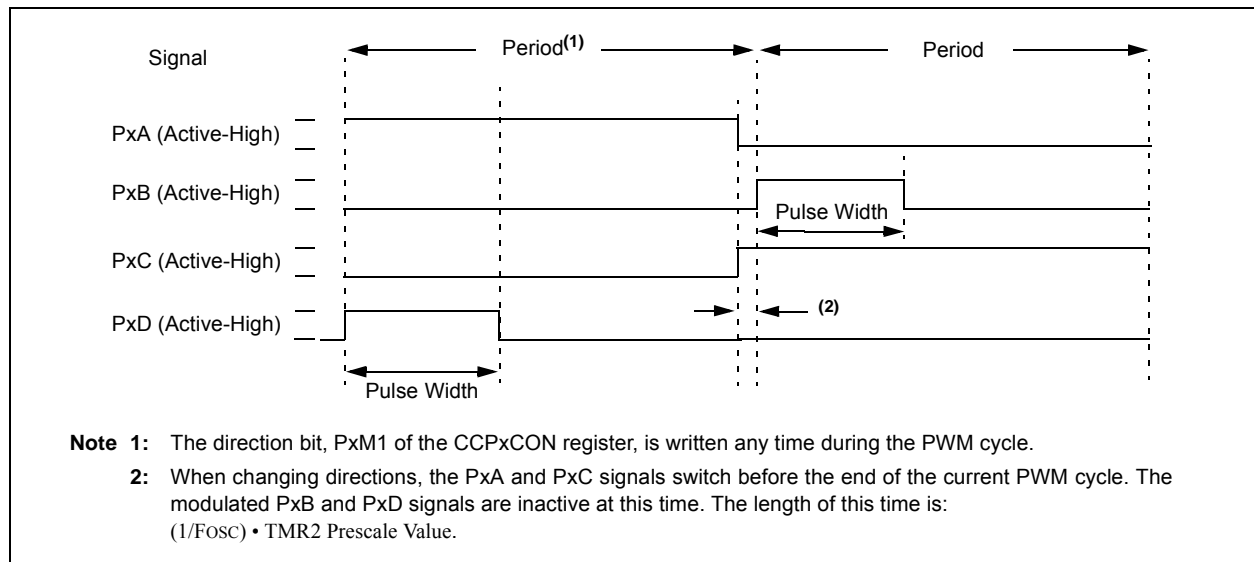 Signal
Period(1)
Period
PxA (Active-High)
PxB (Active-High)
Pulse Width
PxC (Active-High)
(2)
PxD (Active-High)
Pulse Width
Note 1: The direction bit, PxM1 of the CCPxCON register, is written any time during the PWM cycle.
2: When changing directions, the PxA and PxC signals switch before the end of the current PWM cycle. The
modulated PxB and PxD signals are inactive at this time. The length of this time is:
(1/FOSC) • TMR2 Prescale Value.